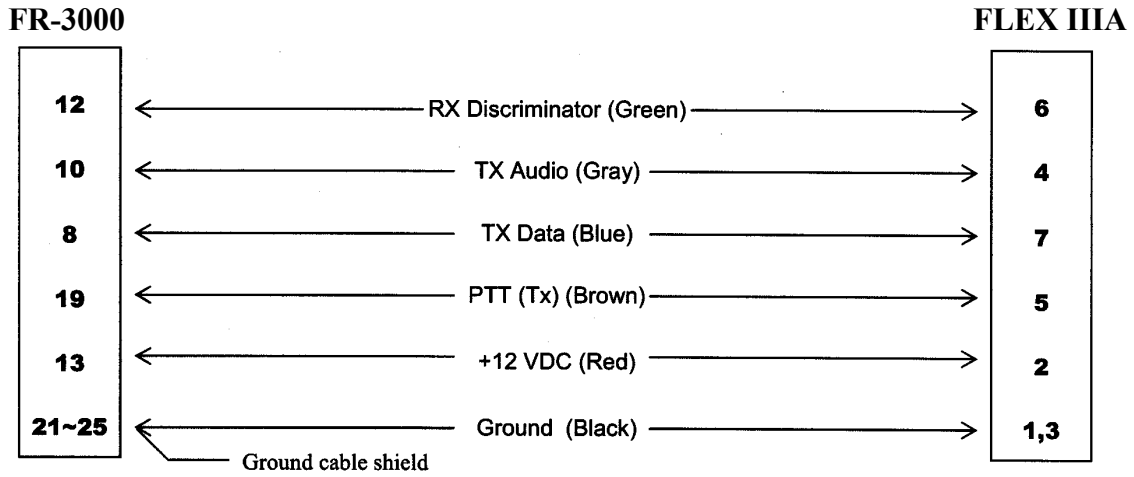 FR-3000 FLEX IIIA
12 RX Discriminator (Green) 6
10 TX Audio (Gray) 4
8 TX Data (Blue) 7
19 PTT (Tx) (Brown) 5
13 +12 VDC (Red) 2
21~25 Ground (Black) 1,3
Ground cable shield